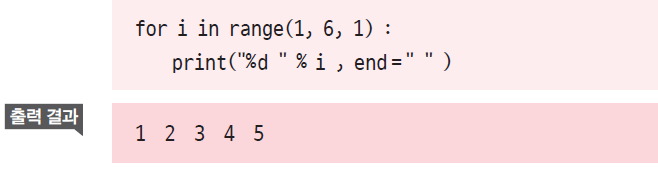 for i in range(1, 6, 1) :
    print("%d " % i , end=" " )
출력 결과
1 2 3 4 5